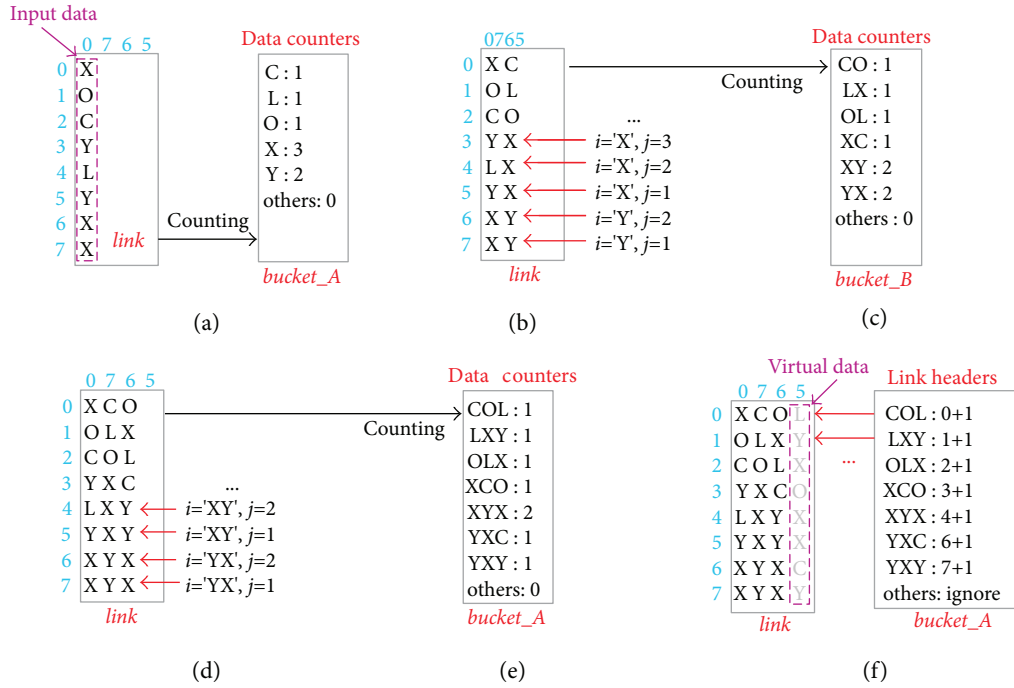 Input data
0 7 6 5
0 X
1 O
2 C
3 Y
4 L
5 Y
6 X
7 X
link
Counting
Data counters
C : 1
L : 1
O : 1
X : 3
Y : 2
others: 0
bucket_A
(a)
0765
0 X C
1 O L
2 C O ...
3 Y X i='X', j=3
4 L X i='X', j=2
5 Y X i='X', j=1
6 X Y i='Y', j=2
7 X Y i='Y', j=1
link
(b)
Counting
Data counters
CO : 1
LX : 1
OL : 1
XC : 1
XY : 2
YX : 2
others : 0
bucket_B
(c)
0 7 6 5
0 X C O
1 O L X
2 C O L
3 Y X C ...
4 L X Y i='XY', j=2
5 Y X Y i='XY', j=1
6 X Y X i='YX', j=2
7 X Y X i='YX', j=1
link
(d)
Counting
Data counters
COL : 1
LXY : 1
OLX : 1
XCO : 1
XYX : 2
YXC : 1
YXY : 1
others: 0
bucket_A
(e)
Virtual data
0 7 6 5
0 X C O L
1 O L X Y
2 C O L X
3 Y X C O
4 L X Y X
5 Y X Y X
6 X Y X C
7 X Y X Y
link
...
Link headers
COL : 0+1
LXY : 1+1
OLX : 2+1
XCO : 3+1
XYX : 4+1
YXC : 6+1
YXY : 7+1
others: ignore
bucket_A
(f)